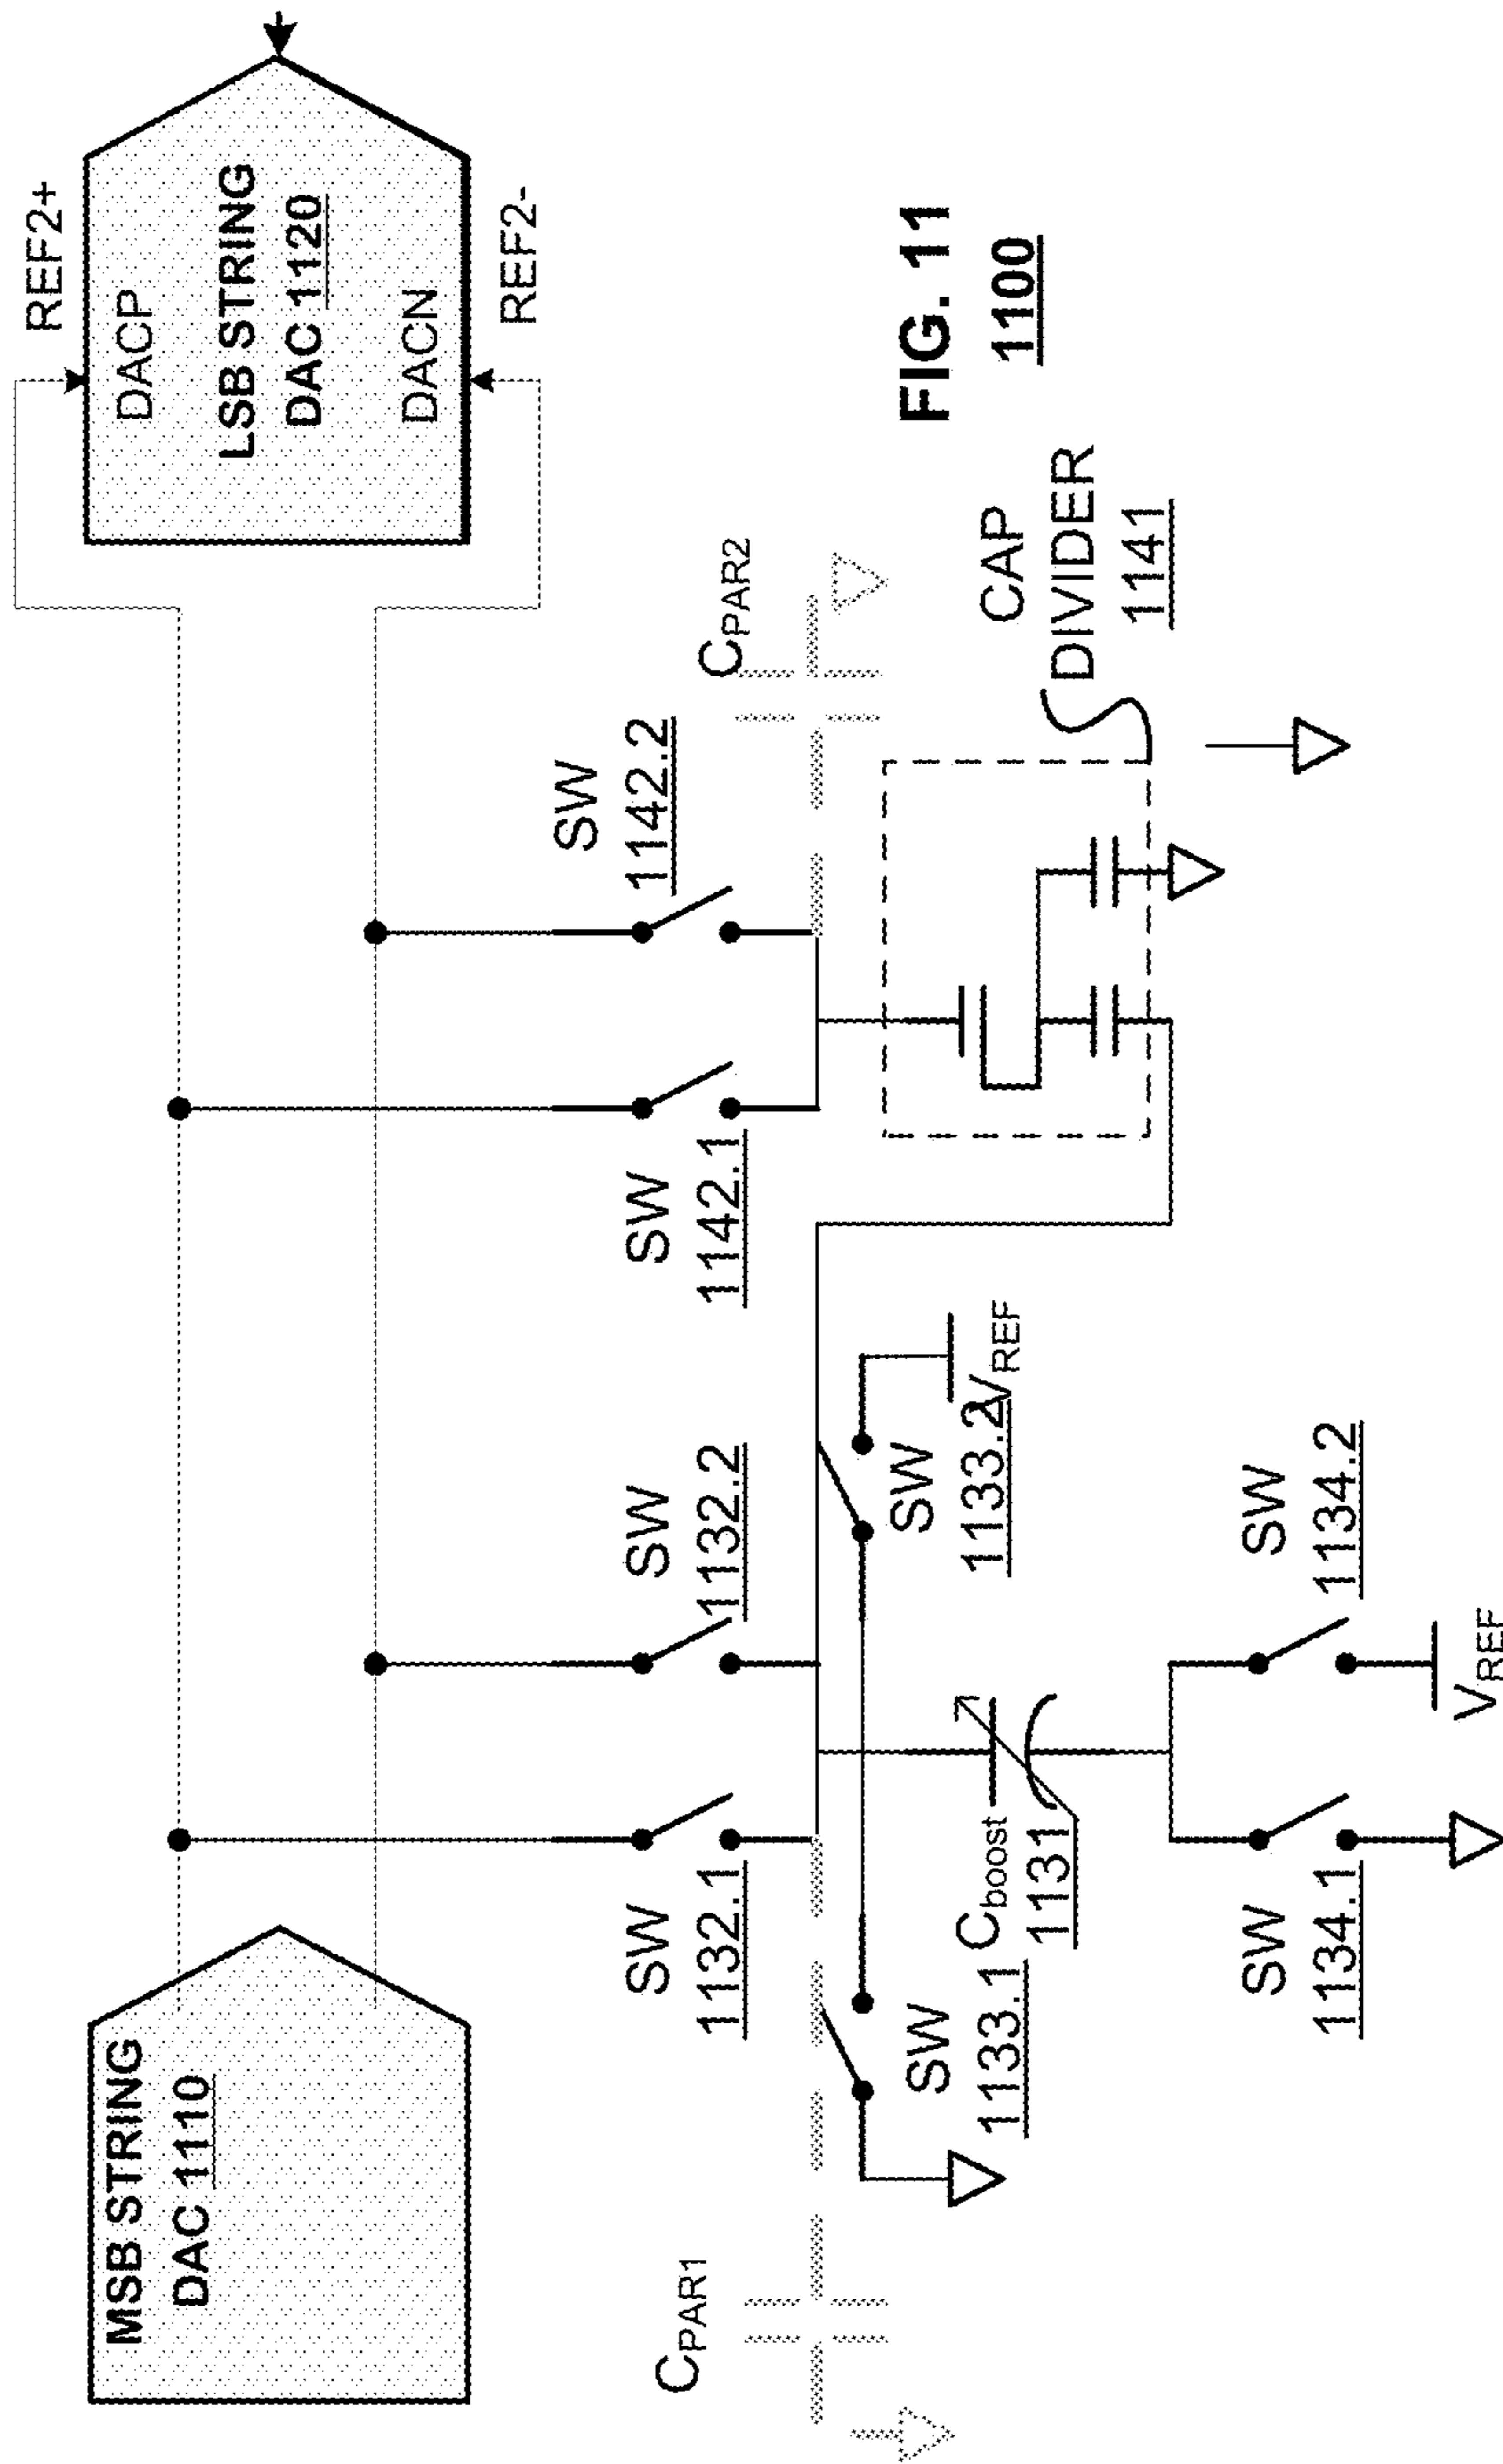 MSB STRING
DAC 1110
REF2+
DACP
LSB STRING
DAC 1120
DACN
REF2-
SW
1132.1
SW
1132.2
SW
1142.1
SW
1142.2
CPAR1
CPAR2
SW
1133.1
SW
1133.2
VREF
Cboost
1131
SW
1134.1
SW
1134.2
VREF
CAP
DIVIDER
1141
FIG. 11
1100